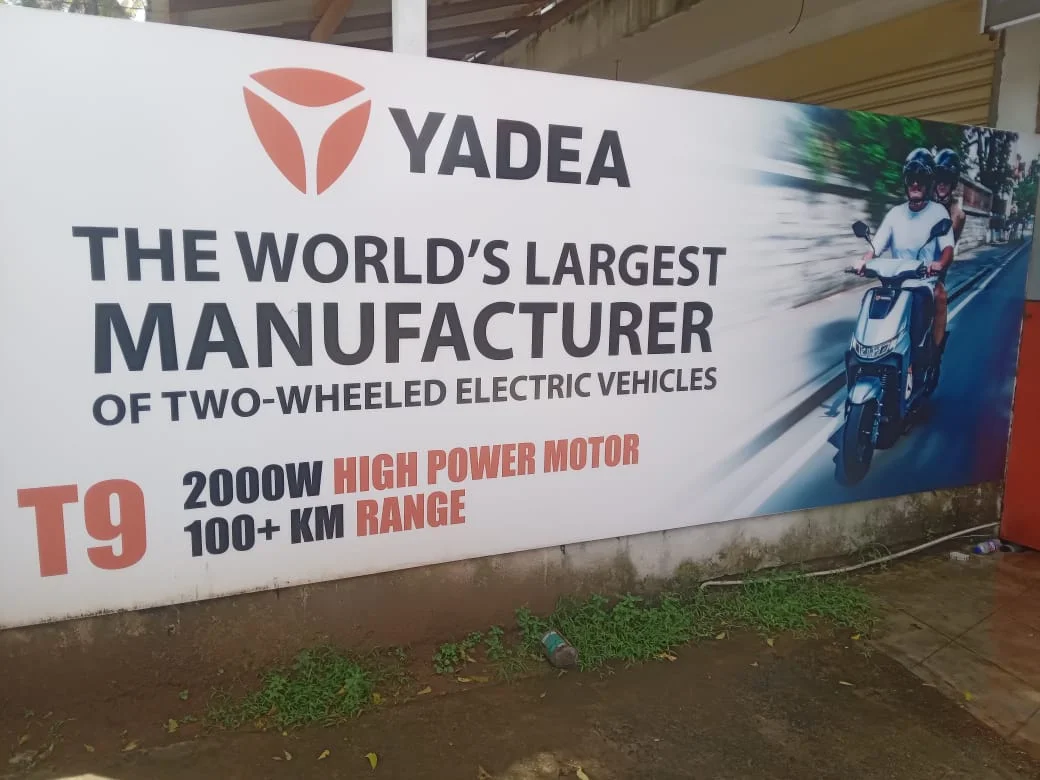 YADEA
THE WORLD'S LARGEST
MANUFACTURER
OF TWO-WHEELED ELECTRIC VEHICLES
T9
2000W HIGH POWER MOTOR
100+ KM RANGE